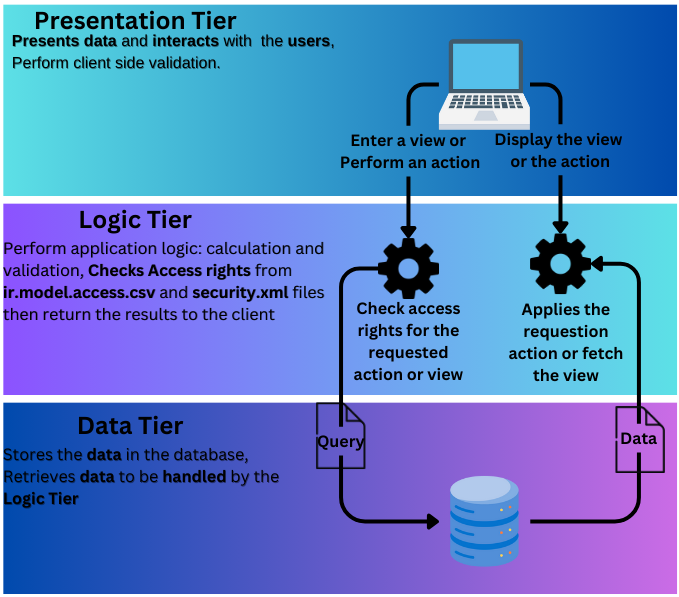 Presentation Tier
Presents data and interacts with the users,
Perform client side validation.
Enter a view or
Perform an action
Display the view
or the action
Logic Tier
Perform application logic: calculation and
validation, Checks Access rights from
ir.model.access.csv and security.xml files
then return the results to the client
Check access
rights for the
requested
action or view
Applies the
requestion
action or fetch
the view
Data Tier
Stores the data in the database,
Retrieves data to be handled by the
Logic Tier
Query
Data